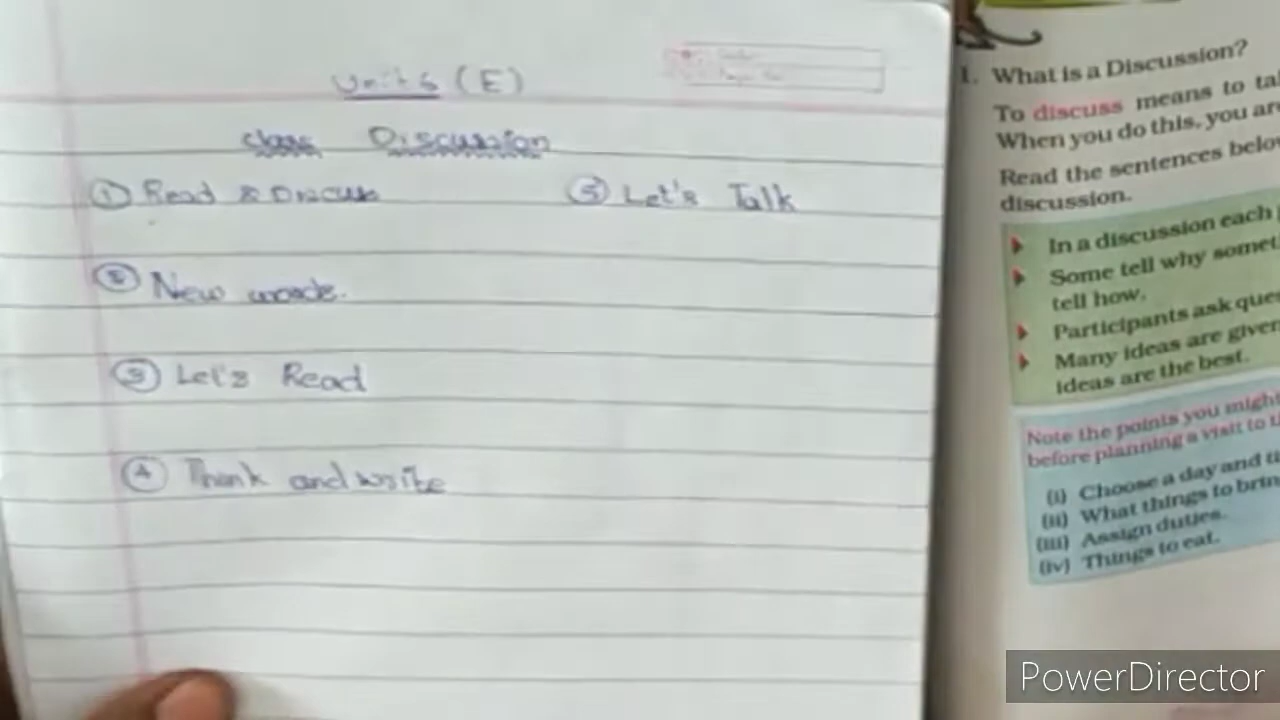 Unit 6 (E)
Class Discussion
① Read & Discuss
⑤ Let's Talk
② New words.
③ Let's Read
④ Think and write
1. What is a Discussion?
To discuss means to
When you do this, you
Read the sentences
discussion.
In a discussion each
Some tell why
tell how.
Participants ask
Many ideas are given
ideas are the best.
Note the points you might
before planning a visit to
(i) Choose a day and
(ii) What things to
(iii) Assign duties.
(iv) Things to eat.
PowerDirector